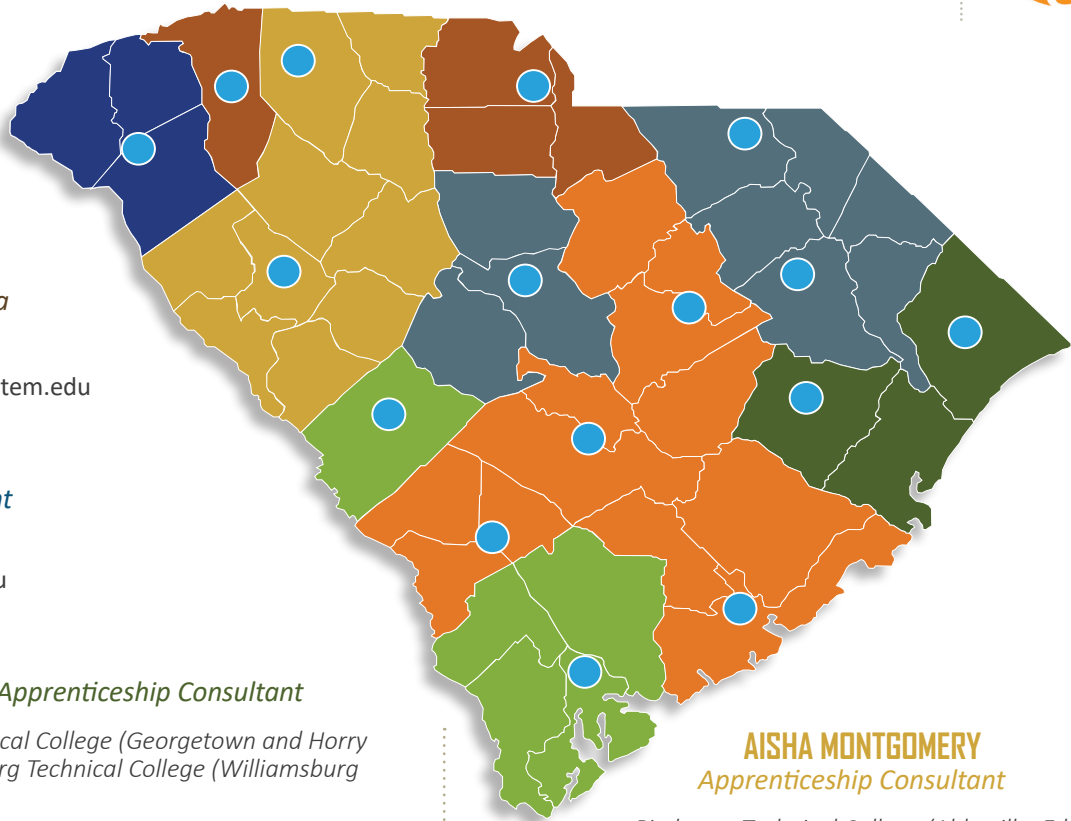 tem.edu
Apprenticeship Consultant
cal College (Georgetown and Horry
rg Technical College (Williamsburg
AISHA MONTGOMERY
Apprenticeship Consultant